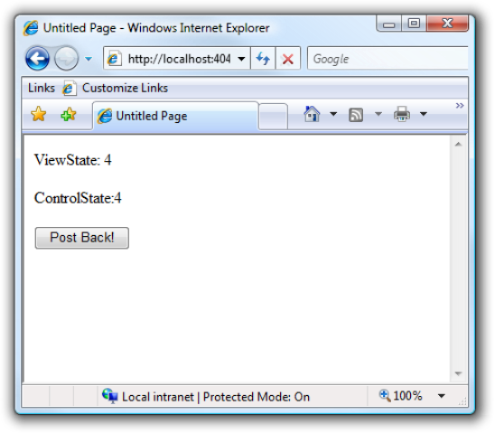 Untitled Page - Windows Internet Explorer
http://localhost:404 Google
Links Customize Links
Untitled Page
ViewState: 4
ControlState:4
Post Back!
Local intranet | Protected Mode: On 100%